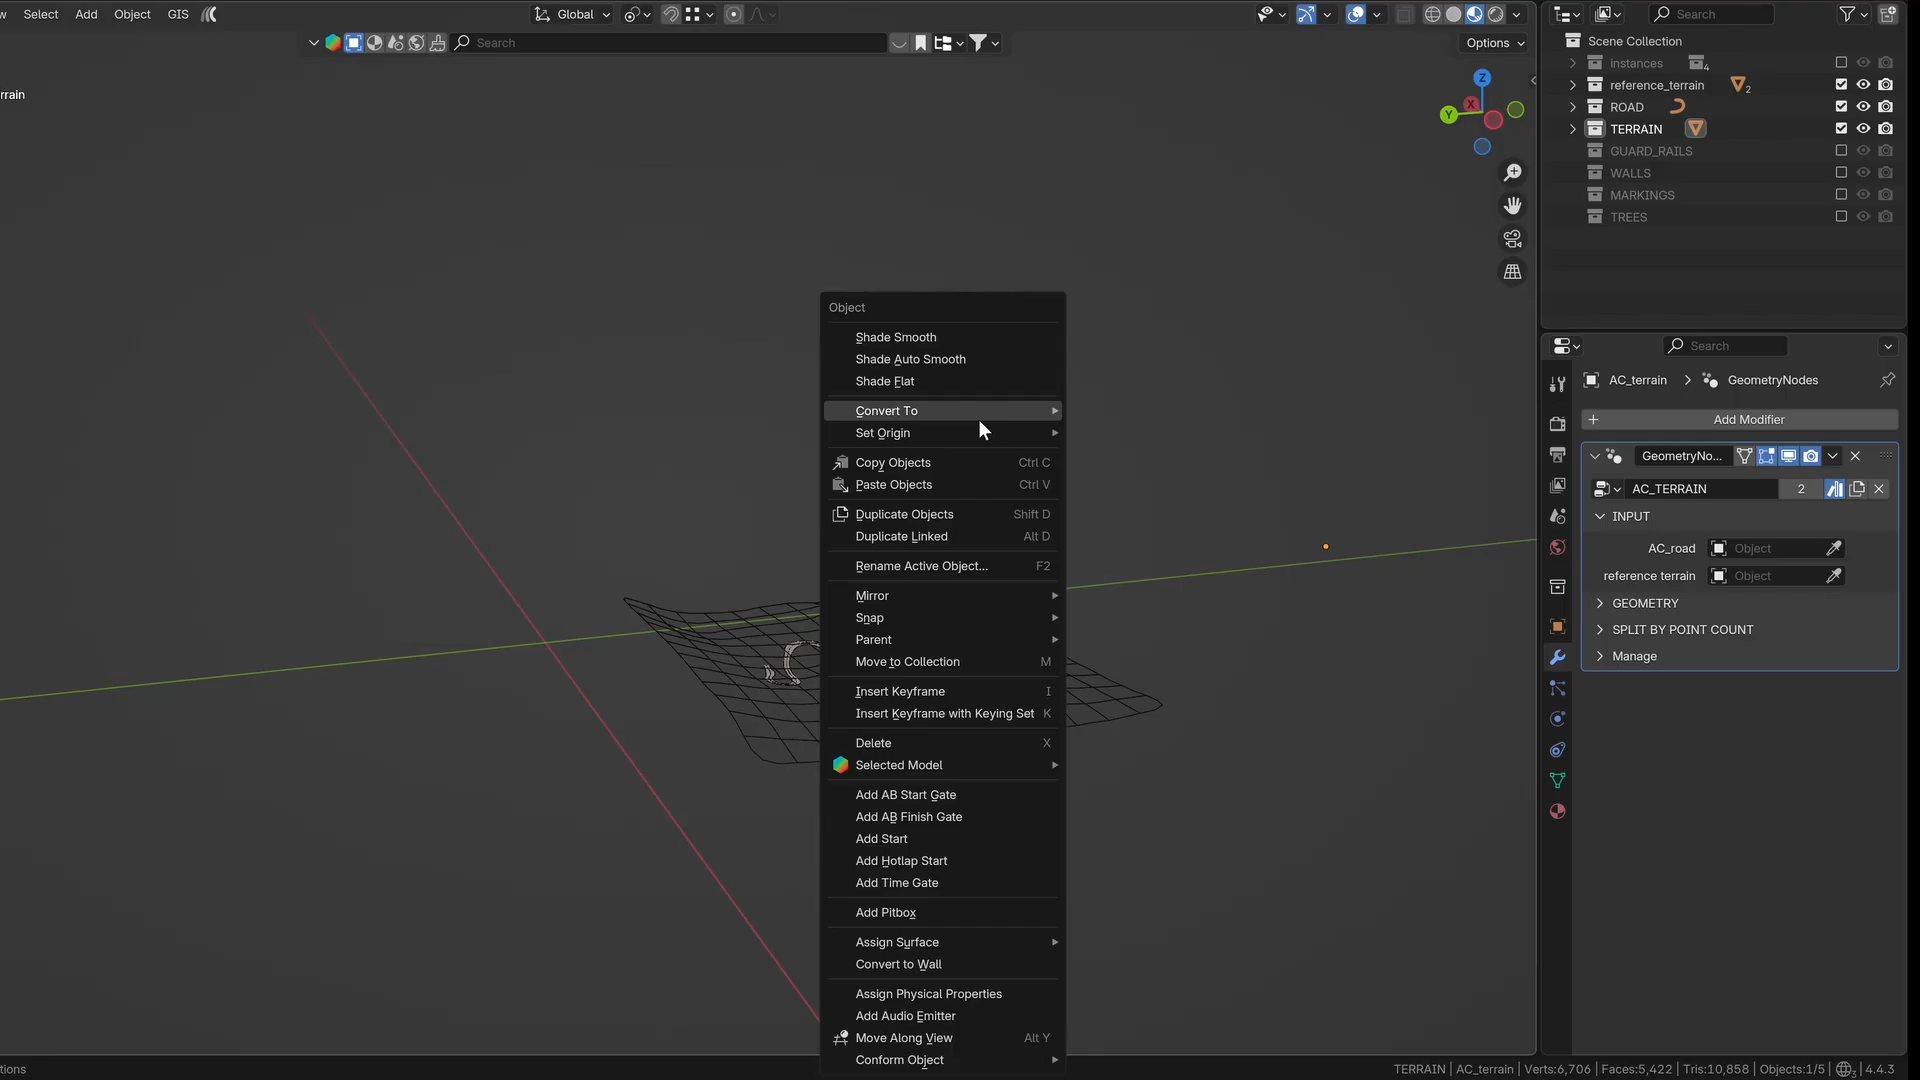 w Select Add Object GIS
Global
Search
Options
rrain
Z
X
Y
Object
Shade Smooth
Shade Auto Smooth
Shade Flat
Convert To
Set Origin
Copy Objects Ctrl C
Paste Objects Ctrl V
Duplicate Objects Shift D
Duplicate Linked Alt D
Rename Active Object... F2
Mirror
Snap
Parent
Move to Collection M
Insert Keyframe I
Insert Keyframe with Keying Set K
Delete X
Selected Model
Add AB Start Gate
Add AB Finish Gate
Add Start
Add Hotlap Start
Add Time Gate
Add Pitbox
Assign Surface
Convert to Wall
Assign Physical Properties
Add Audio Emitter
Move Along View Alt Y
Conform Object
Search
Scene Collection
instances 4
reference_terrain 2
ROAD
TERRAIN
GUARD_RAILS
WALLS
MARKINGS
TREES
Search
AC_terrain GeometryNodes
Add Modifier
GeometryNo...
AC_TERRAIN 2
INPUT
AC_road Object
reference terrain Object
GEOMETRY
SPLIT BY POINT COUNT
Manage
tions
TERRAIN | AC_terrain | Verts:6,706 | Faces:5,422 | Tris:10,858 | Objects:1/5 | 3 | 4.4.3